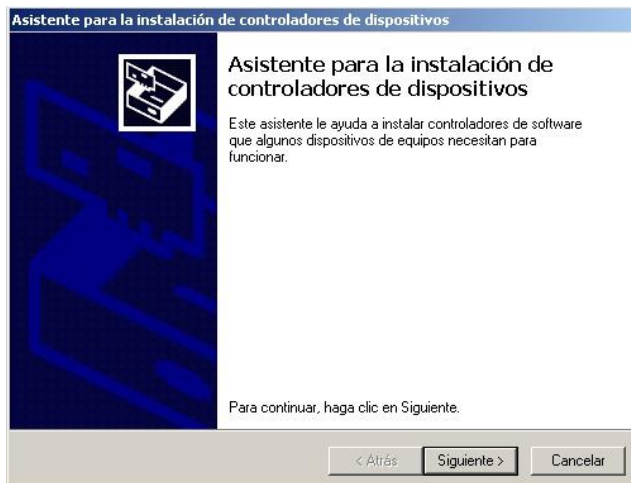 Asistente para la instalación de controladores de dispositivos
Asistente para la instalación de
controladores de dispositivos
Este asistente le ayuda a instalar controladores de software
que algunos dispositivos de equipos necesitan para
funcionar.
Para continuar, haga clic en Siguiente.
< Atrás
Siguiente >
Cancelar